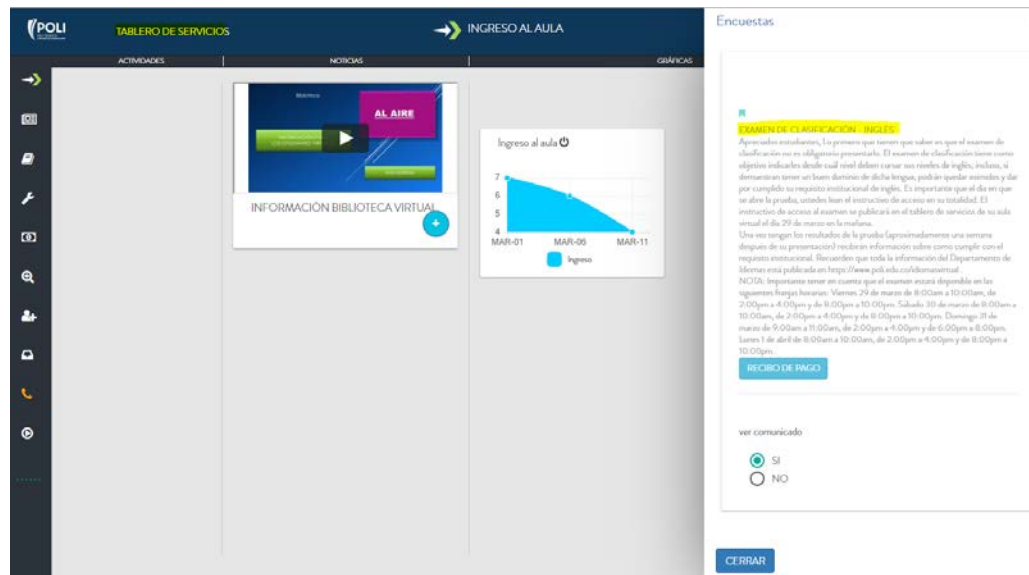 POLI
TABLERO DE SERVICIOS
INGRESO AL AULA
ACTIVIDADES
NOTICIAS
GRÁFICAS
Biblioteca
AL AIRE
INFORMACIÓN BIBLIOTECA VIRTUAL
+
Ingreso al aula
7
6
5
4
MAR-01 MAR-06 MAR-11
Ingreso
Encuestas
EXAMEN DE CLASIFICACIÓN - INGLÉS
Apreciados estudiantes, Lo primero que tienen que saber es que el examen de
clasificación no es obligatorio presentarlo. El examen de clasificación tiene como
objetivo indicarles desde cuál nivel deben cursar sus niveles de inglés, incluso, si
demuestran tener un buen dominio de dicha lengua, podrán quedar eximidos y dar
por cumplido su requisito institucional de inglés. Es importante que el día en que
se abre la prueba, ustedes lean el instructivo de acceso en su totalidad. El
instructivo de acceso al examen se publicará en el tablero de servicios de su aula
virtual el día 29 de marzo en la mañana.
Una vez tengan los resultados de la prueba (aproximadamente una semana
después de su presentación) recibirán información sobre como cumplir con el
requisito institucional. Recuerden que toda la información del Departamento de
Idiomas está publicada en https://www.poli.edu.co/idiomasvirtual .
NOTA: Importante tener en cuenta que el examen estará disponible en las
siguientes franjas horarias: Viernes 29 de marzo de 8:00am a 10:00am, de
2:00pm a 4:00pm y de 8:00pm a 10:00pm. Sábado 30 de marzo de 8:00am a
10:00am, de 2:00pm a 4:00pm y de 8:00pm a 10:00pm. Domingo 31 de
marzo de 9:00am a 11:00am, de 2:00pm a 4:00pm y de 6:00pm a 8:00pm.
Lunes 1 de abril de 8:00am a 10:00am, de 2:00pm a 4:00pm y de 8:00pm a
10:00pm.
RECIBO DE PAGO
ver comunicado
SI
NO
CERRAR